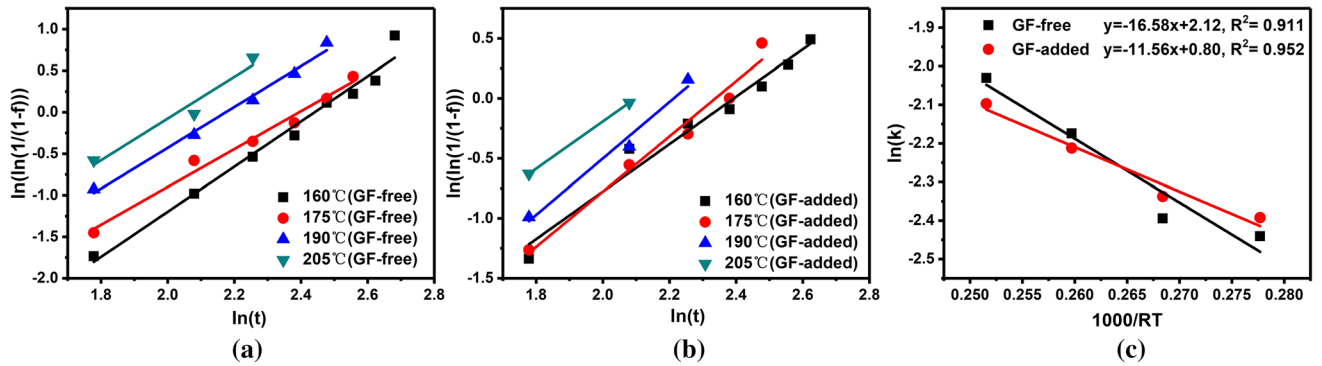 ln(ln(1/(1-f)))
1.0
0.5
0.0
-0.5
-1.0
-1.5
-2.0
160℃(GF-free)
175℃(GF-free)
190℃(GF-free)
205℃(GF-free)
1.8 2.0 2.2 2.4 2.6 2.8
ln(t)
(a)
ln(ln(1/(1-f)))
1.0
0.5
0.0
-0.5
-1.0
-1.5
160℃(GF-added)
175℃(GF-added)
190℃(GF-added)
205℃(GF-added)
1.8 2.0 2.2 2.4 2.6 2.8
ln(t)
(b)
ln(k)
-1.9
-2.0
-2.1
-2.2
-2.3
-2.4
-2.5
GF-free y=-16.58x+2.12, R²= 0.911
GF-added y=-11.56x+0.80, R²= 0.952
0.250 0.255 0.260 0.265 0.270 0.275 0.280
1000/RT
(c)